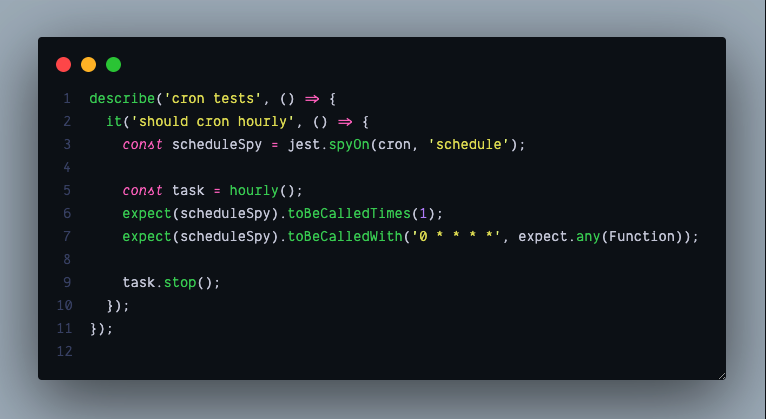 1 describe('cron tests', () => {
2 it('should cron hourly', () => {
3 const scheduleSpy = jest.spyOn(cron, 'schedule');
4
5 const task = hourly();
6 expect(scheduleSpy).toBeCalledTimes(1);
7 expect(scheduleSpy).toBeCalledWith('0 * * * *', expect.any(Function));
8
9 task.stop();
10 });
11 });
12